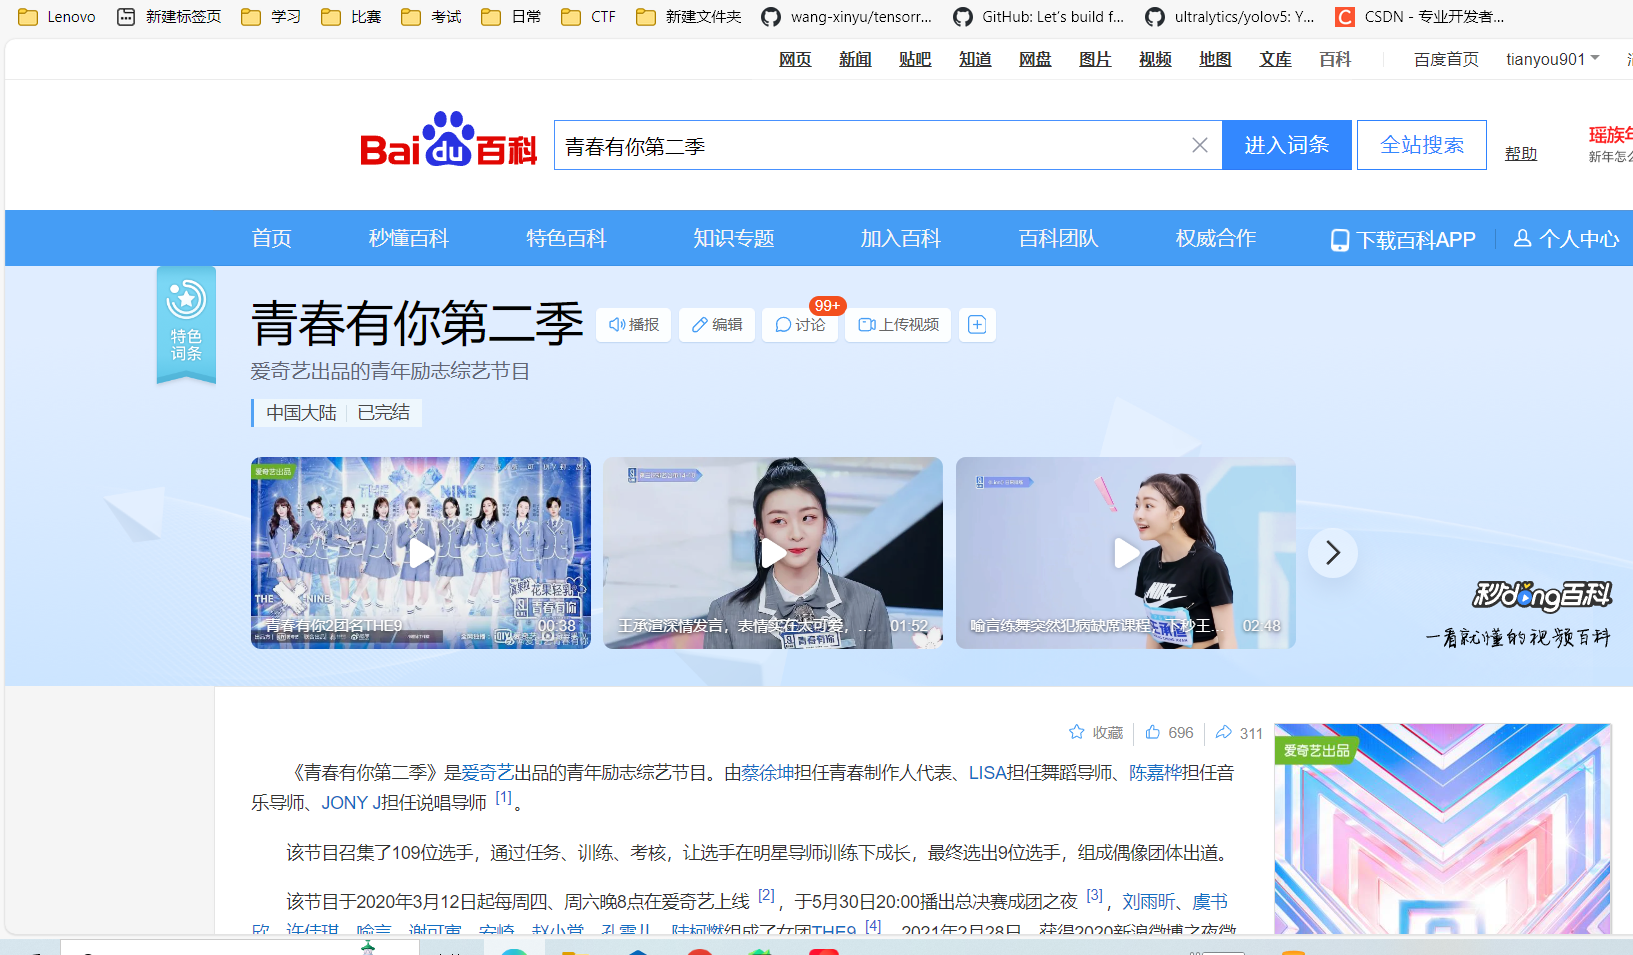 Lenovo 新建标签页 学习 比赛 考试 日常 CTF 新建文件夹 wang-xinyu/tensorr... GitHub: Let's build f... ultralytics/yolov5: Y... CSDN - 专业开发者...
网页 新闻 贴吧 知道 网盘 图片 视频 地图 文库 百科 百度首页 tianyou901
Bai du 百科 青春有你第二季 进入词条 全站搜索 帮助
瑶族年
新年怎么
首页 秒懂百科 特色百科 知识专题 加入百科 百科团队 权威合作 下载百科APP 个人中心
特色
词条
青春有你第二季 播报 编辑 讨论 99+ 上传视频
爱奇艺出品的青年励志综艺节目
中国大陆 已完结
爱奇艺出品
THE NINE
THE NINE
青春有你
青春有你2团名THE9 00:38
王承渲深情发言，表情实在太可爱，... 01:52
NIKE
喻言练舞突然犯病缺席课程，下秒王... 02:48
秒dong百科
一看就懂的视频百科
收藏 696 311
爱奇艺出品
《青春有你第二季》是爱奇艺出品的青年励志综艺节目。由蔡徐坤担任青春制作人代表、LISA担任舞蹈导师、陈嘉桦担任音
乐导师、JONY J担任说唱导师 [1] 。
该节目召集了109位选手，通过任务、训练、考核，让选手在明星导师训练下成长，最终选出9位选手，组成偶像团体出道。
该节目于2020年3月12日起每周四、周六晚8点在爱奇艺上线 [2] ，于5月30日20:00播出总决赛成团之夜 [3] ，刘雨昕、虞书
欣、许佳琪、喻言、谢可寅、安崎、赵小棠、孔雪儿、陆柯燃组成了女团THE9 [4] 。2021年2月28日，获得2020新浪微博之夜微